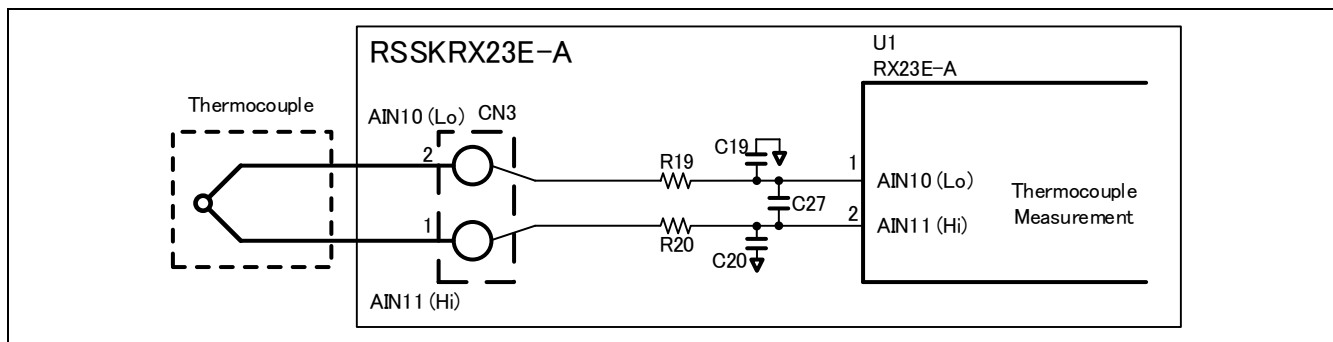 RSSKRX23E-A
U1
RX23E-A
Thermocouple
AIN10 (Lo)
CN3
2
R19
C19
1
AIN10 (Lo)
C27
Thermocouple
Measurement
1
R20
C20
2
AIN11 (Hi)
AIN11 (Hi)